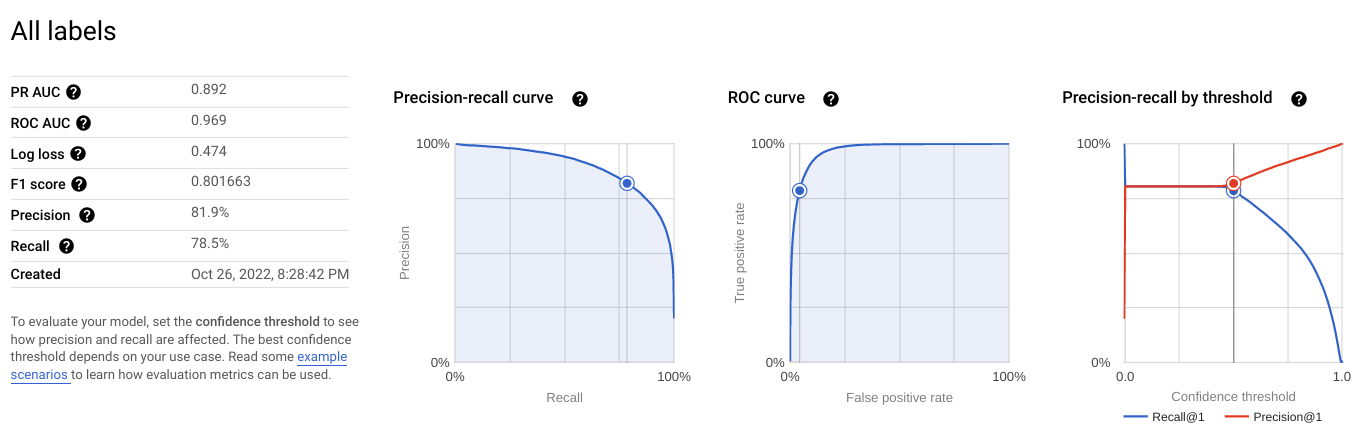 All labels
PR AUC ? 0.892
ROC AUC ? 0.969
Log loss ? 0.474
F1 score ? 0.801663
Precision ? 81.9%
Recall ? 78.5%
Created Oct 26, 2022, 8:28:42 PM
To evaluate your model, set the confidence threshold to see
how precision and recall are affected. The best confidence
threshold depends on your use case. Read some example
scenarios to learn how evaluation metrics can be used.
Precision-recall curve ?
100%
Precision
0%
0% 100%
Recall
ROC curve ?
100%
True positive rate
0%
0% 100%
False positive rate
Precision-recall by threshold ?
100%
0%
0.0 1.0
Confidence threshold
Recall@1 Precision@1